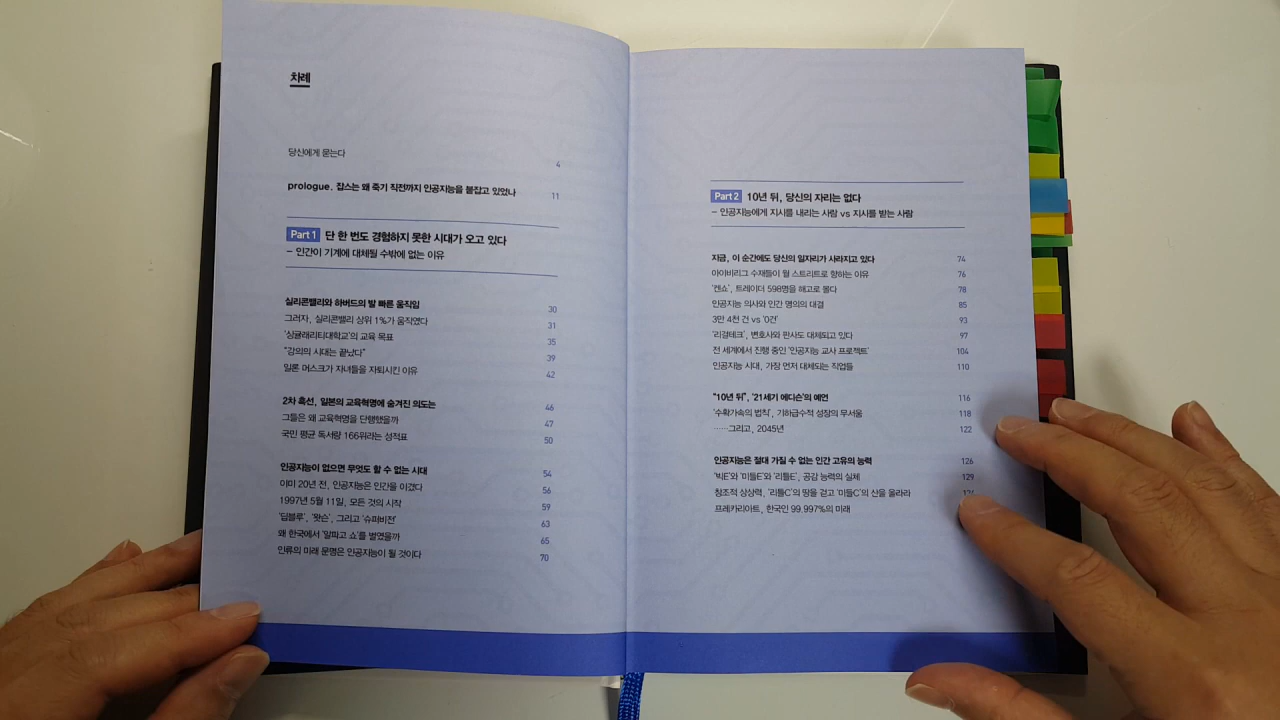 차례
당신에게 묻는다 4
prologue. 잡스는 왜 죽기 직전까지 인공지능을 붙잡고 있었나 11
Part 1 단 한 번도 경험하지 못한 시대가 오고 있다
- 인간이 기계에 대체될 수밖에 없는 이유
실리콘밸리와 하버드의 발 빠른 움직임 30
그러자, 실리콘밸리 상위 1%가 움직였다 31
'싱귤래리티대학교'의 교육 목표 35
"강의의 시대는 끝났다" 39
일론 머스크가 자녀들을 자퇴시킨 이유 42
2차 흑선, 일본의 교육혁명에 숨겨진 의도는 46
그들은 왜 교육혁명을 단행했을까 47
국민 평균 독서량 166위라는 성적표 50
인공지능이 없으면 무엇도 할 수 없는 시대 54
이미 20년 전, 인공지능은 인간을 이겼다 56
1997년 5월 11일, 모든 것의 시작 59
'딥블루', '왓슨', 그리고 '슈퍼비전' 63
왜 한국에서 '알파고 쇼'를 벌였을까 65
인류의 미래 문명은 인공지능이 될 것이다 70
Part 2 10년 뒤, 당신의 자리는 없다
- 인공지능에게 지시를 내리는 사람 vs 지시를 받는 사람
지금, 이 순간에도 당신의 일자리가 사라지고 있다 74
아이비리그 수재들이 월 스트리트로 향하는 이유 76
'켄쇼', 트레이더 598명을 해고로 몰다 78
인공지능 의사와 인간 명의의 대결 85
3만 4천 건 vs '0건' 93
'리걸테크', 변호사와 판사도 대체되고 있다 97
전 세계에서 진행 중인 '인공지능 교사 프로젝트' 104
인공지능 시대, 가장 먼저 대체되는 직업들 110
"10년 뒤", '21세기 에디슨'의 예언 116
'수확가속의 법칙', 기하급수적 성장의 무서움 118
……그리고, 2045년 122
인공지능은 절대 가질 수 없는 인간 고유의 능력 126
'빅E'와 '미들E'와 '리틀E', 공감 능력의 실체 129
창조적 상상력, '리틀C'의 땅을 걷고 '미들C'의 산을 올라라
프레카리아트, 한국인 99.997%의 미래